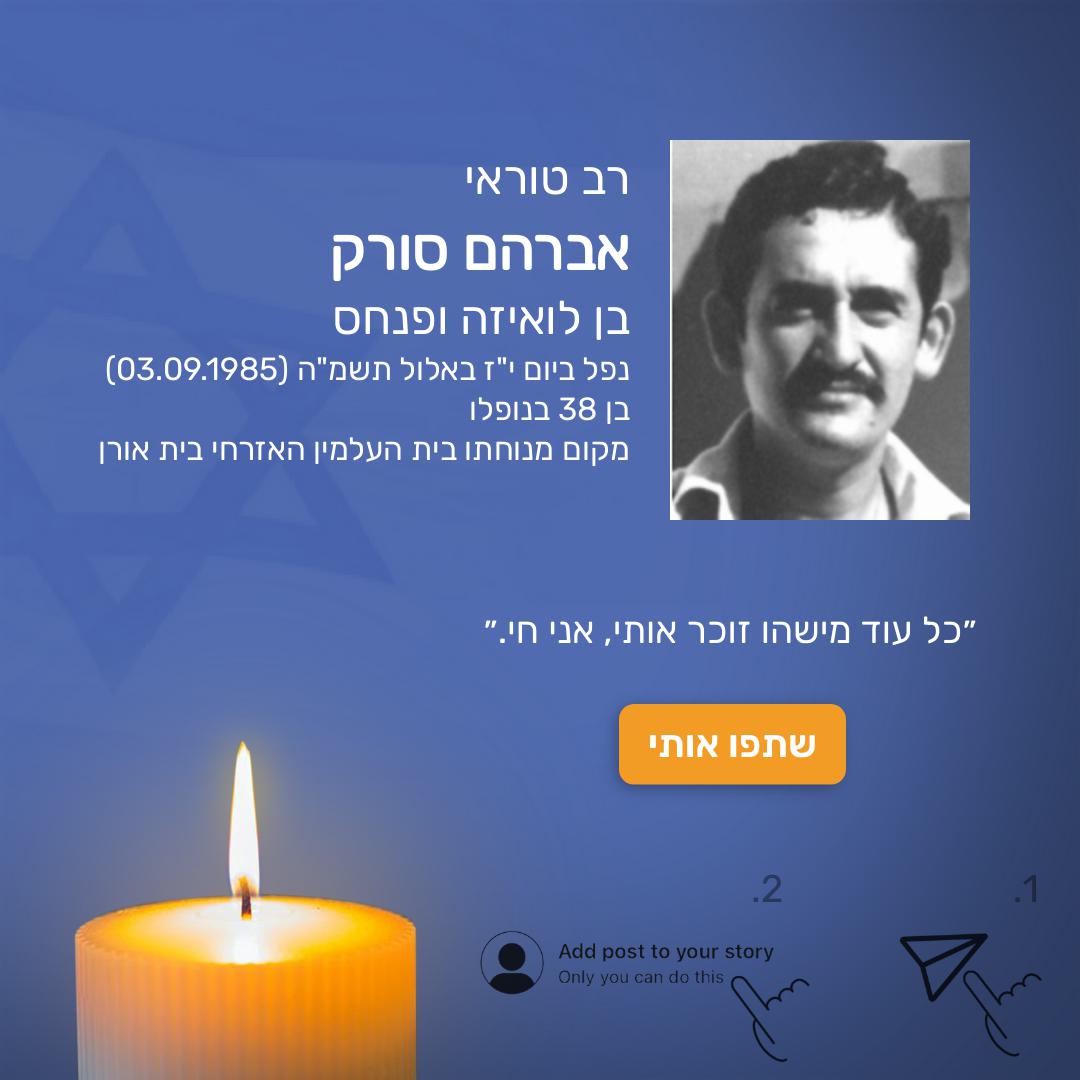 רב טוראי
אברהם סורק
בן לואיזה ופנחס
נפל ביום י"ז באלול תשמ"ה (03.09.1985)
בן 38 בנופלו
מקום מנוחתו בית העלמין האזרחי בית אורן
״כל עוד מישהו זוכר אותי, אני חי.״
שתפו אותי
1.
2.
Add post to your story
Only you can do this